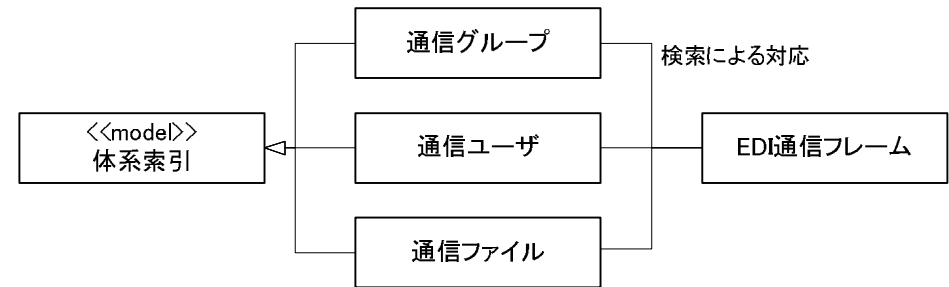 通信グループ
検索による対応
<<model>>
体系索引
通信ユーザ
EDI通信フレーム
通信ファイル